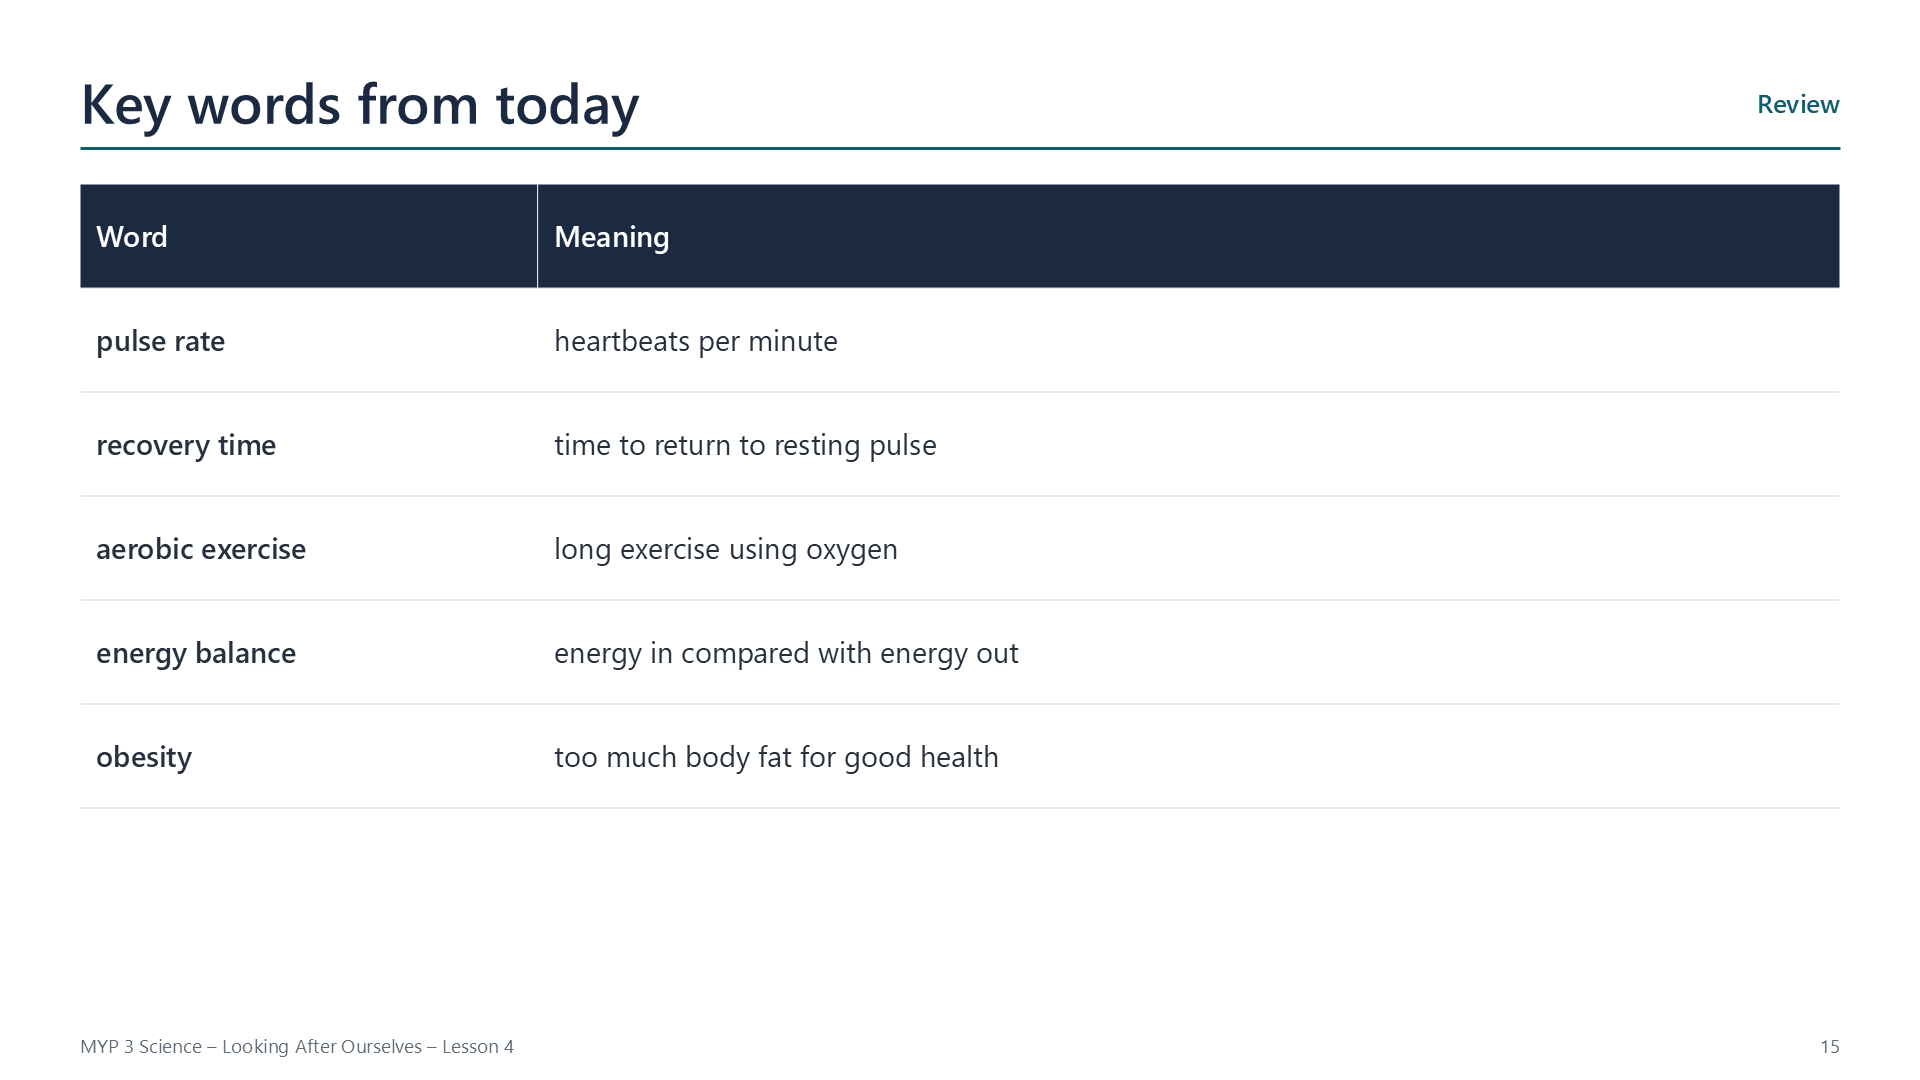 Key words from today
Review
Word
Meaning
pulse rate
heartbeats per minute
recovery time
time to return to resting pulse
aerobic exercise
long exercise using oxygen
energy balance
energy in compared with energy out
obesity
too much body fat for good health
MYP 3 Science – Looking After Ourselves – Lesson 4
15